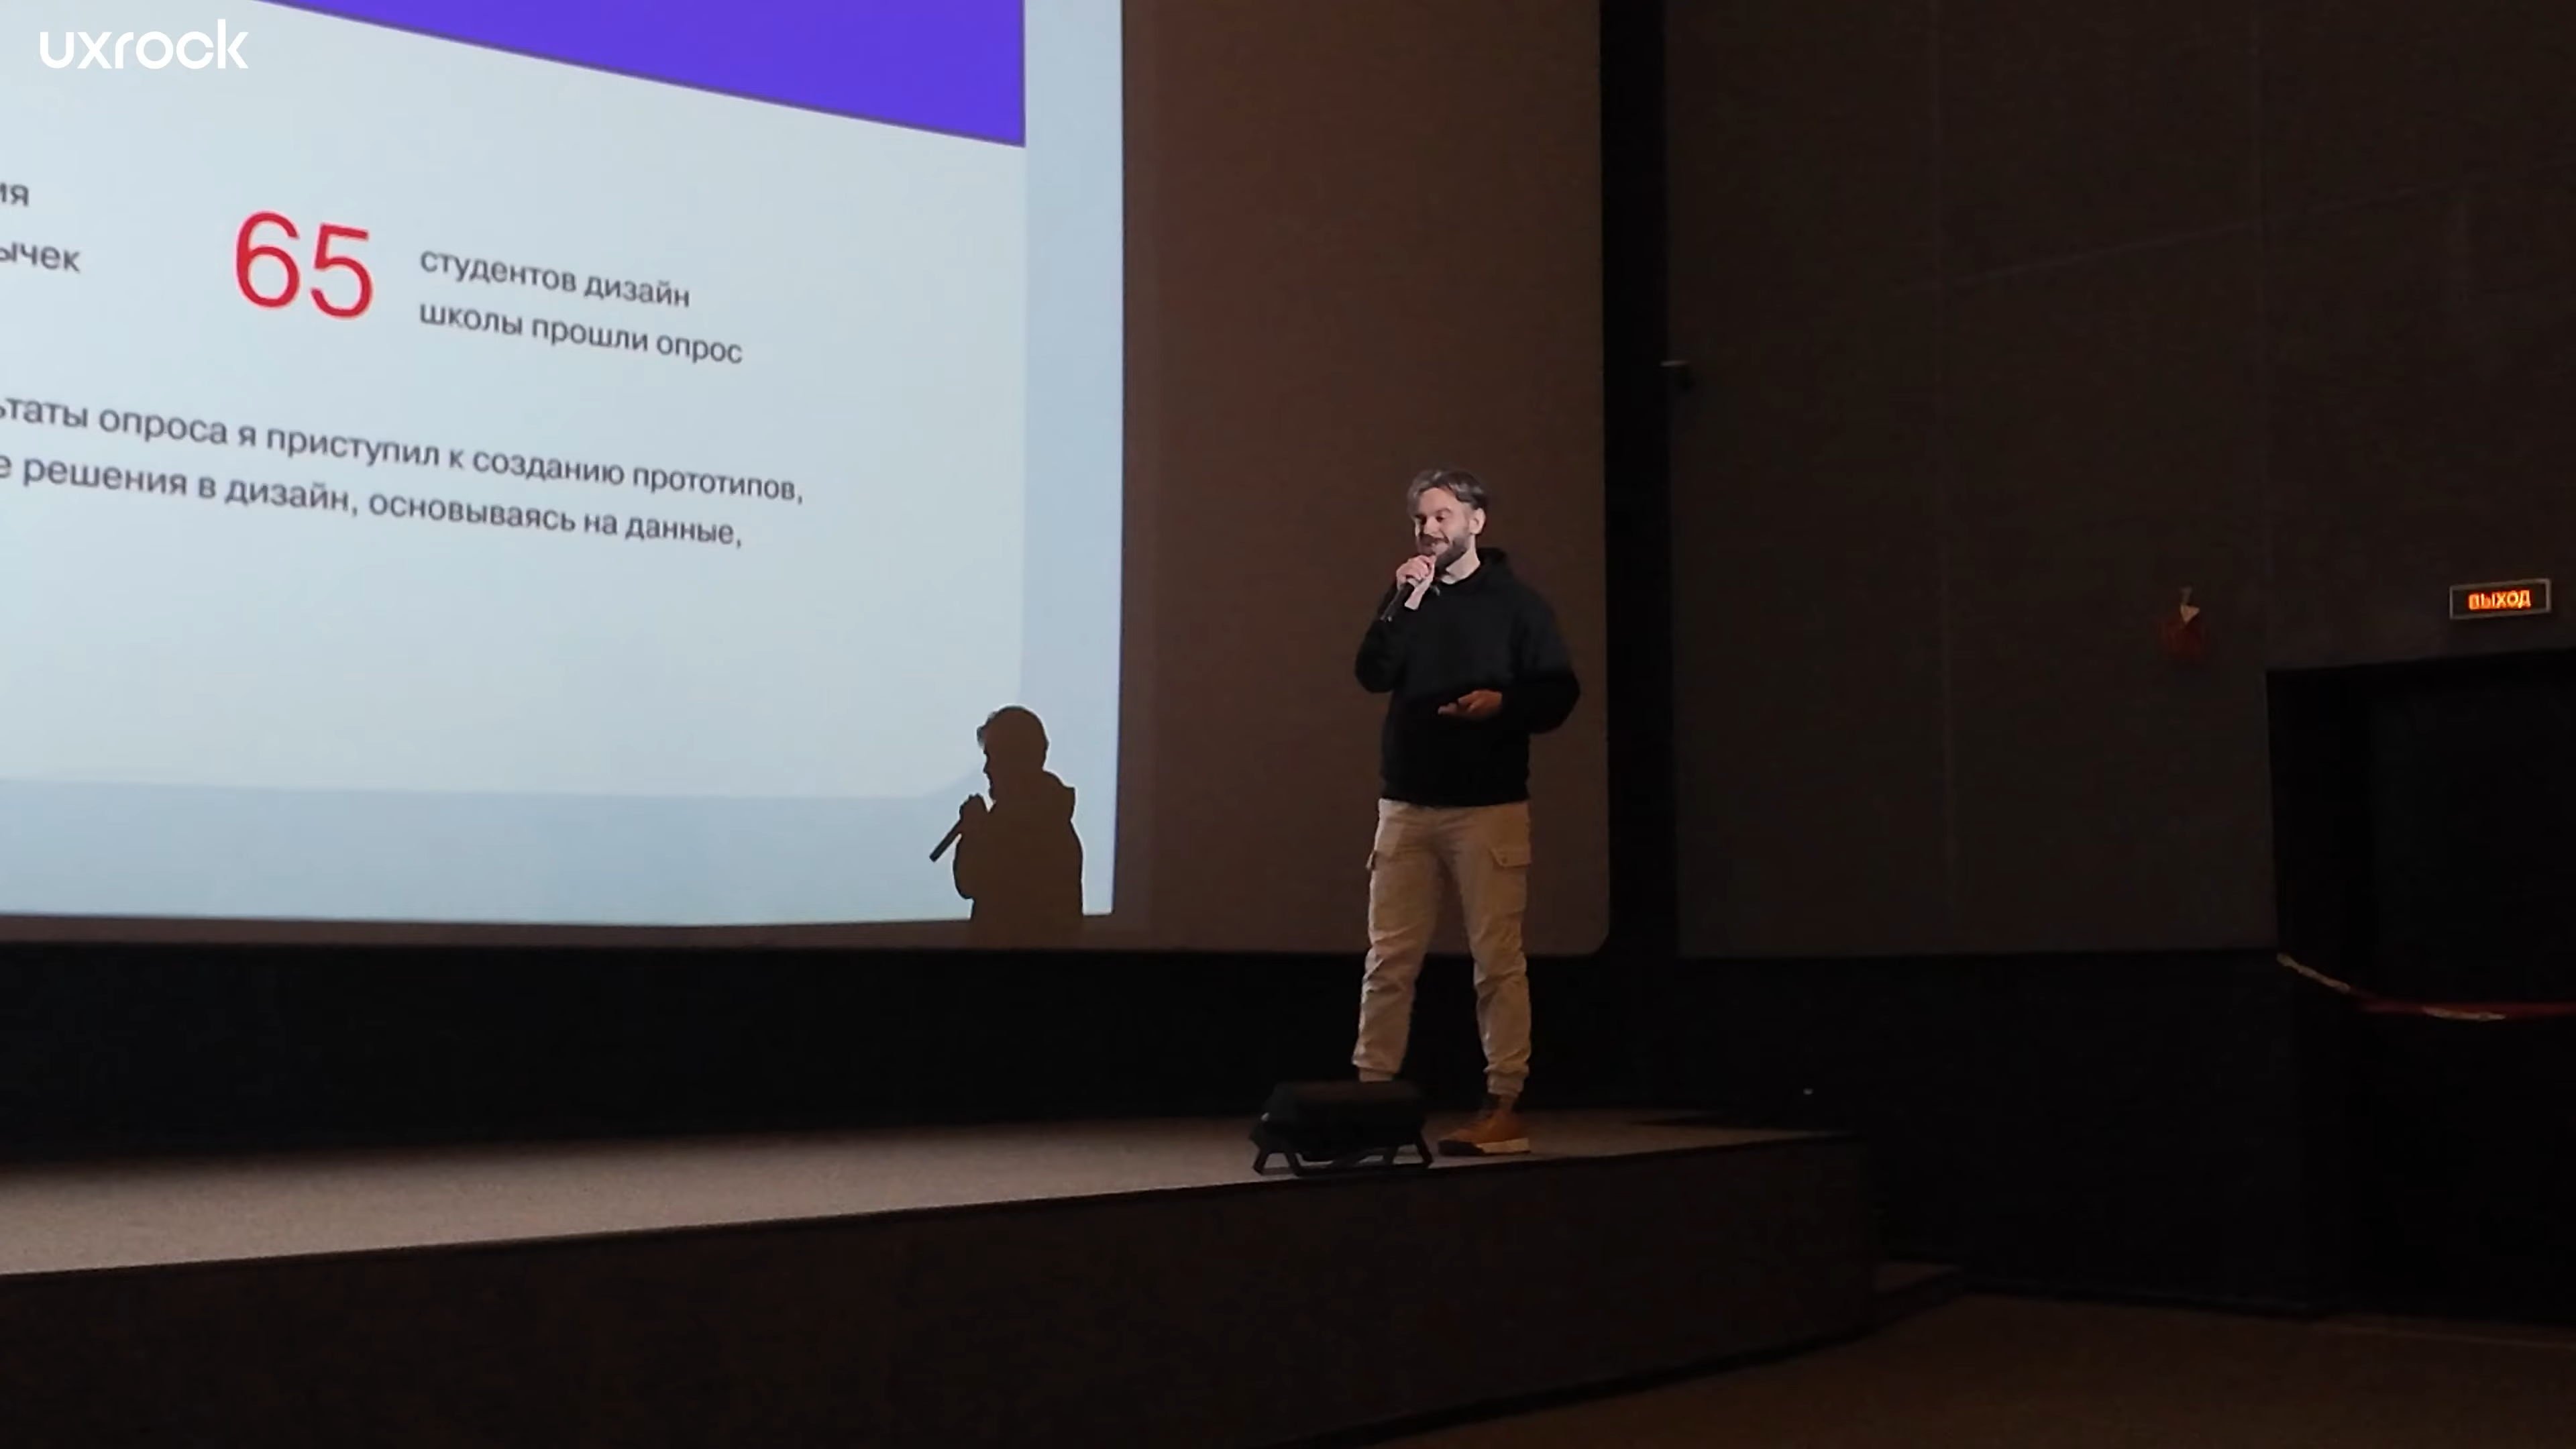 uxrock
ия
ычек
65
студентов дизайн
школы прошли опрос
ьтаты опроса я приступил к созданию прототипов,
е решения в дизайн, основываясь на данные,
ВЫХОД